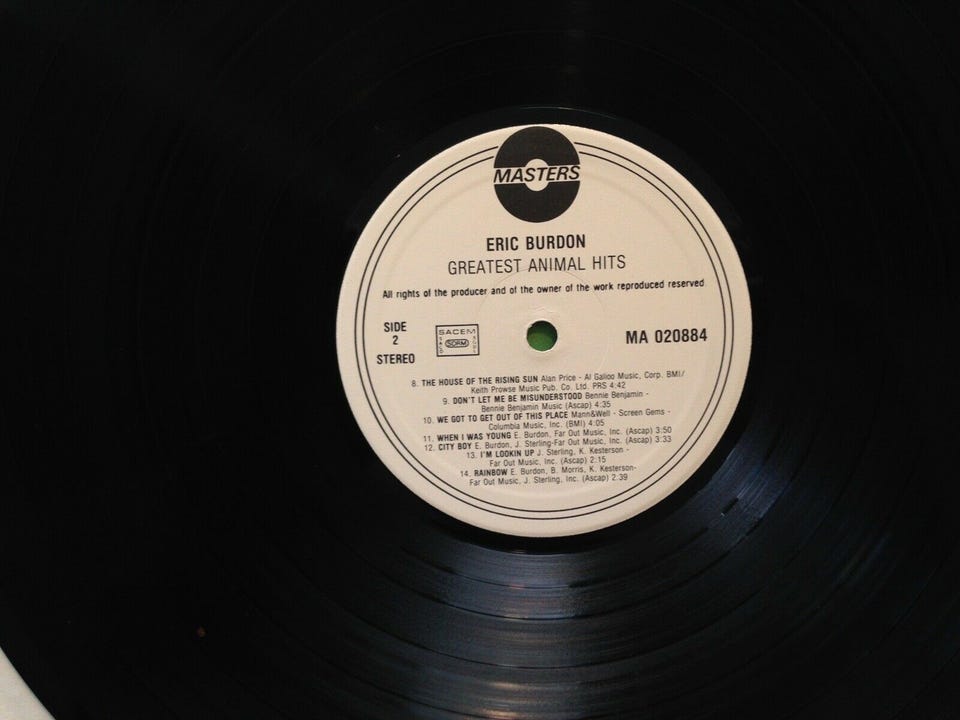 MASTERS
ERIC BURDON
GREATEST ANIMAL HITS
All rights of the producer and of the owner of the work reproduced reserved
SIDE
2
STEREO
SACEM
SDRM
MA 020884
8. THE HOUSE OF THE RISING SUN Alan Price - Al Galloo Music, Corp. BMI/
Keith Prowse Music Pub. Co. Ltd. PRS 4:42
9. DON'T LET ME BE MISUNDERSTOOD Bennie Benjamin -
Bennie Benjamin Music (Ascap) 4:35
10. WE GOT TO GET OUT OF THIS PLACE Mann&Well - Screen Gems -
Columbia Music, Inc. (BMI) 4:05
11. WHEN I WAS YOUNG E. Burdon, Far Out Music, Inc. (Ascap) 3:50
12. CITY BOY E. Burdon, J. Sterling-Far Out Music, Inc. (Ascap) 3:33
13. I'M LOOKIN UP J. Sterling, K. Kesterson -
Far Out Music, Inc. (Ascap) 2:15
14. RAINBOW E. Burdon, B. Morris, K. Kesterson-
Far Out Music, J. Sterling, Inc. (Ascap) 2.39